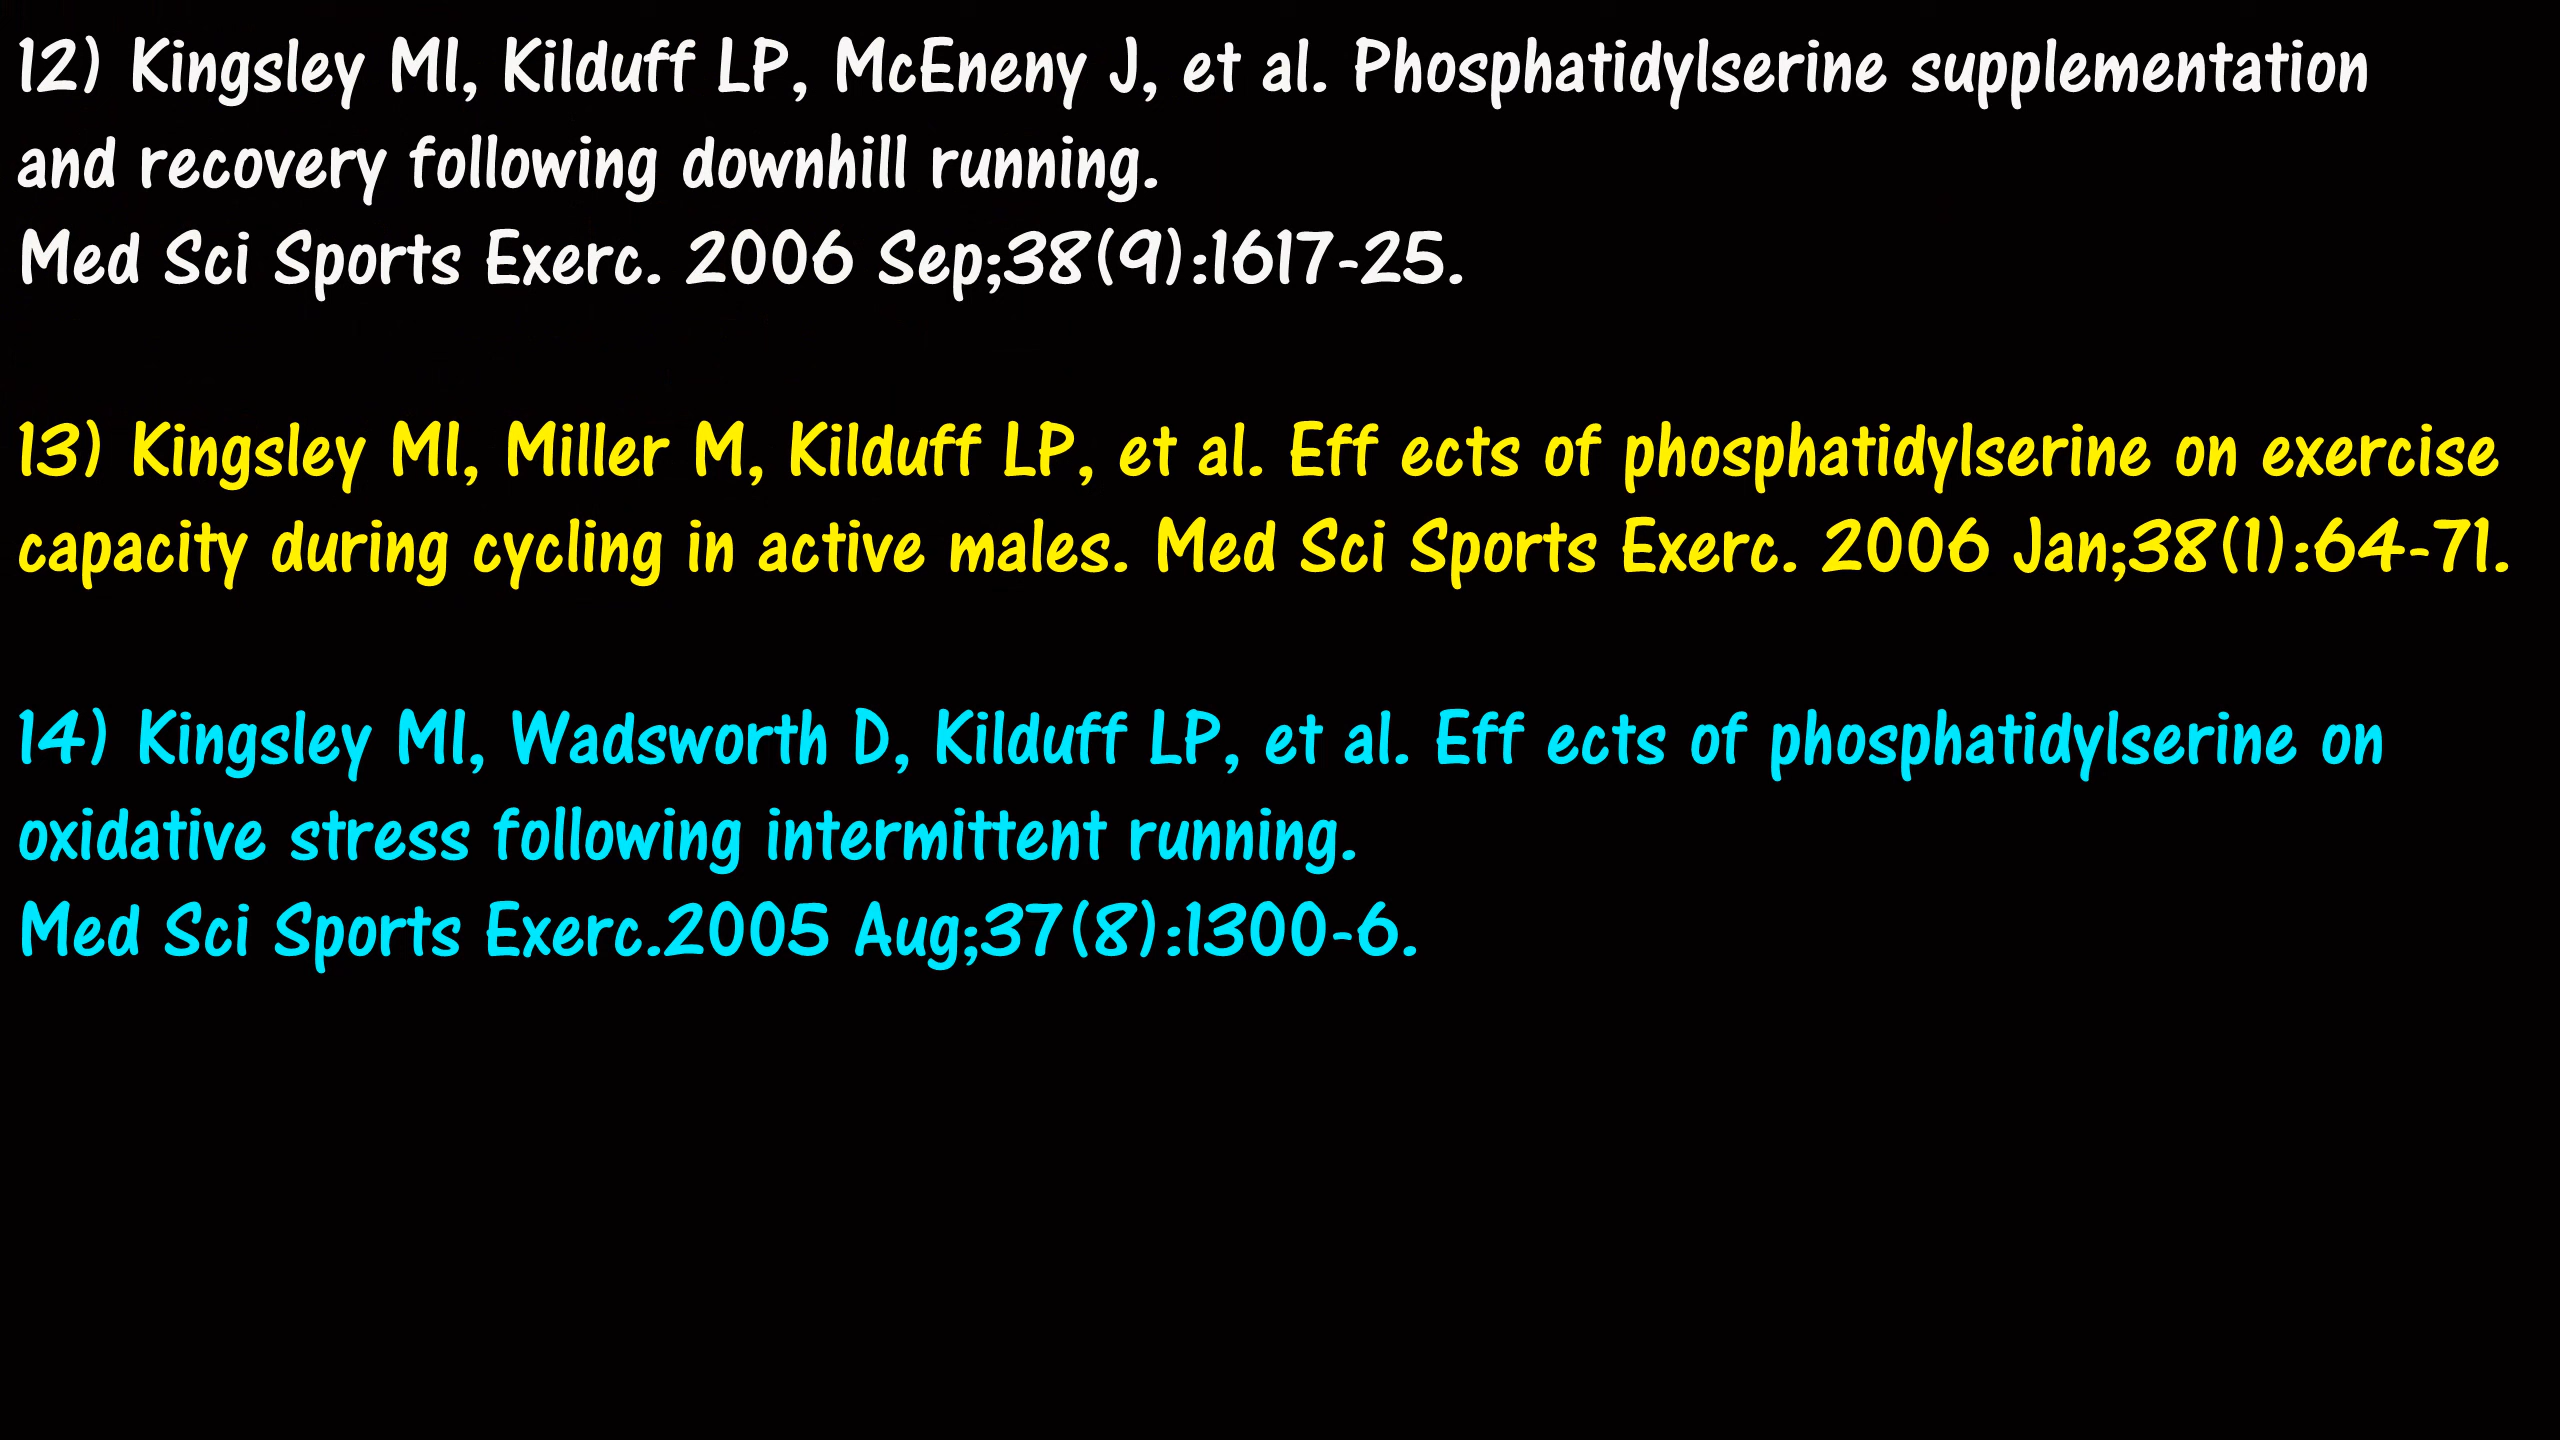 12) Kingsley MI, Kilduff LP, McEneny J, et al. Phosphatidylserine supplementation
and recovery following downhill running.
Med Sci Sports Exerc. 2006 Sep;38(9):1617-25.
13) Kingsley MI, Miller M, Kilduff LP, et al. Eff ects of phosphatidylserine on exercise
capacity during cycling in active males. Med Sci Sports Exerc. 2006 Jan;38(1):64-71.
14) Kingsley MI, Wadsworth D, Kilduff LP, et al. Eff ects of phosphatidylserine on
oxidative stress following intermittent running.
Med Sci Sports Exerc.2005 Aug;37(8):1300-6.